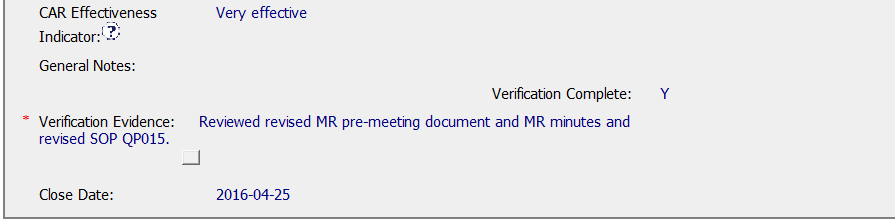 CAR Effectiveness Very effective
Indicator:?
General Notes:
Verification Complete: Y
* Verification Evidence: Reviewed revised MR pre-meeting document and MR minutes and
revised SOP QP015.
Close Date: 2016-04-25